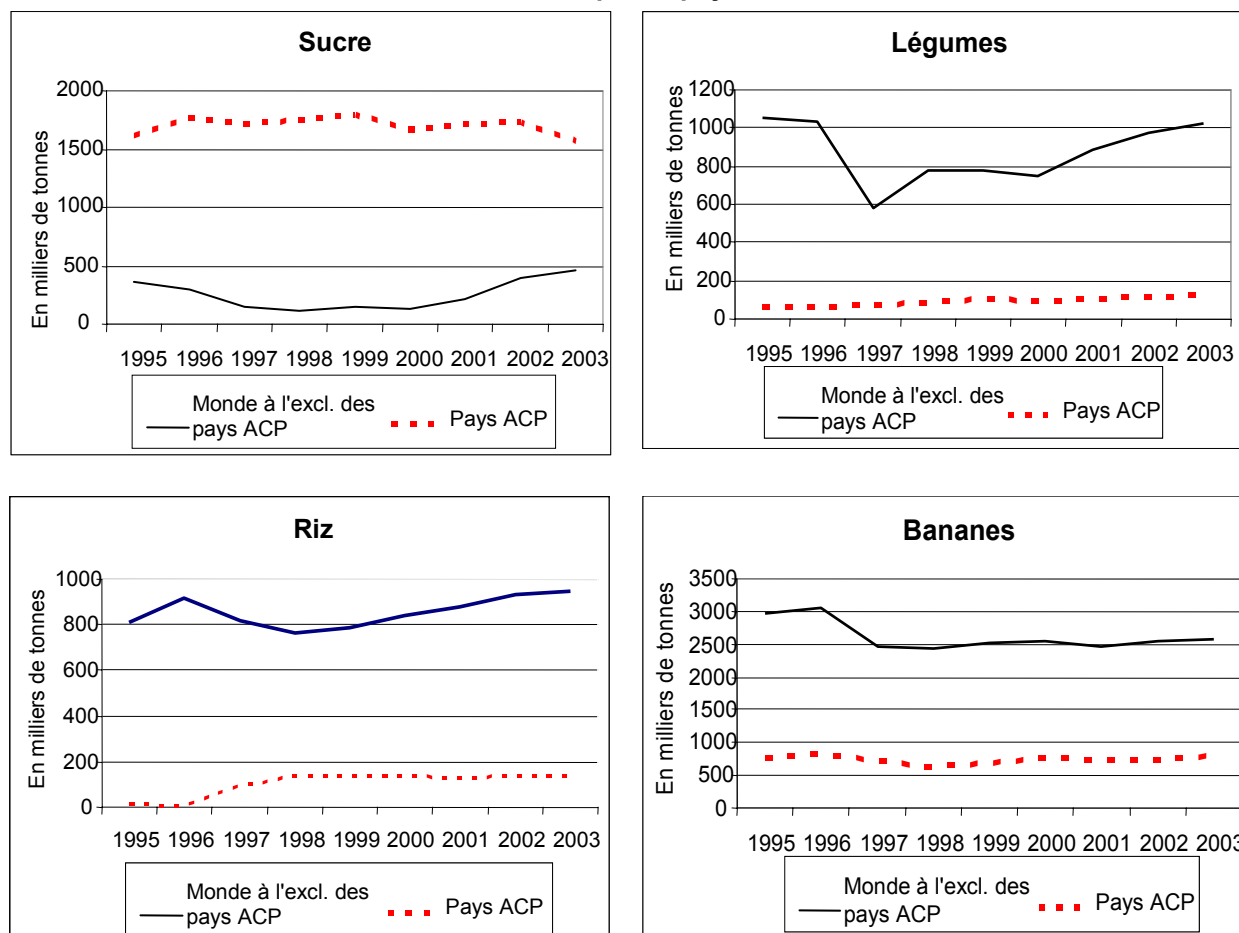 Sucre
En milliers de tonnes
2000
1500
1000
500
0
1995 1996 1997 1998 1999 2000 2001 2002 2003
Monde à l'excl. des
pays ACP
Pays ACP
Légumes
En milliers de tonnes
1200
1000
800
600
400
200
0
1995 1996 1997 1998 1999 2000 2001 2002 2003
Monde à l'excl. des
pays ACP
Pays ACP
Riz
En milliers de tonnes
1000
800
600
400
200
0
1995 1996 1997 1998 1999 2000 2001 2002 2003
Monde à l'excl. des
pays ACP
Pays ACP
Bananes
En milliers de tonnes
3500
3000
2500
2000
1500
1000
500
0
1995 1996 1997 1998 1999 2000 2001 2002 2003
Monde à l'excl. des
pays ACP
Pays ACP